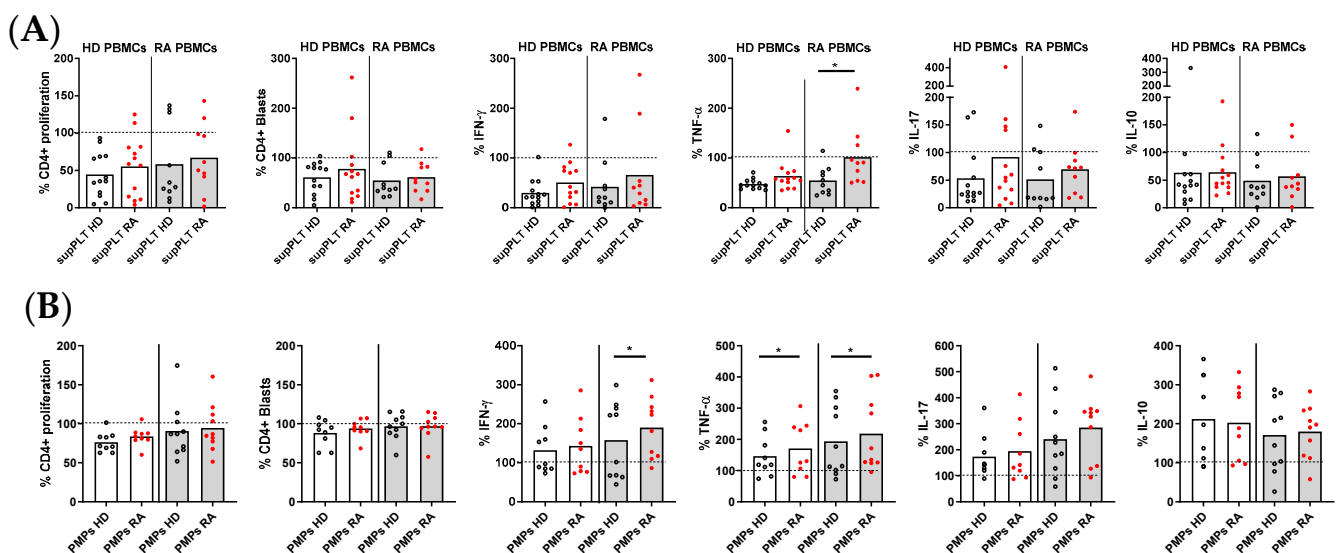 (A)
HD PBMCs RA PBMCs
% CD4+ proliferation
200
150
100
50
0
supPLT HD
supPLT RA
supPLT HD
supPLT RA
HD PBMCs RA PBMCs
% CD4+ Blasts
300
200
100
0
supPLT HD
supPLT RA
supPLT HD
supPLT RA
HD PBMCs RA PBMCs
% IFN-γ
300
200
100
0
supPLT HD
supPLT RA
supPLT HD
supPLT RA
HD PBMCs RA PBMCs
*
% TNF-α
300
200
100
0
supPLT HD
supPLT RA
supPLT HD
supPLT RA
HD PBMCs RA PBMCs
% IL-17
400
200
200
150
100
50
0
supPLT HD
supPLT RA
supPLT HD
supPLT RA
HD PBMCs RA PBMCs
% IL-10
400
200
200
150
100
50
0
supPLT HD
supPLT RA
supPLT HD
supPLT RA
(B)
% CD4+ proliferation
200
150
100
50
0
PMPs HD
PMPs RA
PMPs HD
PMPs RA
% CD4+ Blasts
200
150
100
50
0
PMPs HD
PMPs RA
PMPs HD
PMPs RA
*
% IFN-γ
400
300
200
100
0
PMPs HD
PMPs RA
PMPs HD
PMPs RA
* *
% TNF-α
500
400
300
200
100
0
PMPs HD
PMPs RA
PMPs HD
PMPs RA
% IL-17
600
500
400
300
200
100
0
PMPs HD
PMPs RA
PMPs HD
PMPs RA
% IL-10
400
300
200
100
0
PMPs HD
PMPs RA
PMPs HD
PMPs RA